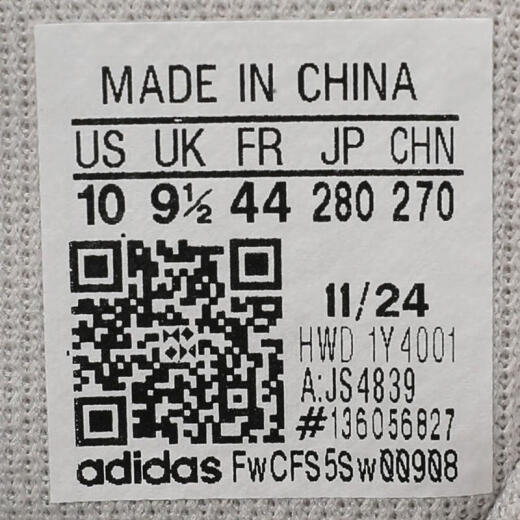 MADE IN CHINA
US UK FR JP CHN
10 9½ 44 280 270
11/24
HWD 1Y4001
A:JS4839
#136056827
adidas FwCFS5Sw00908